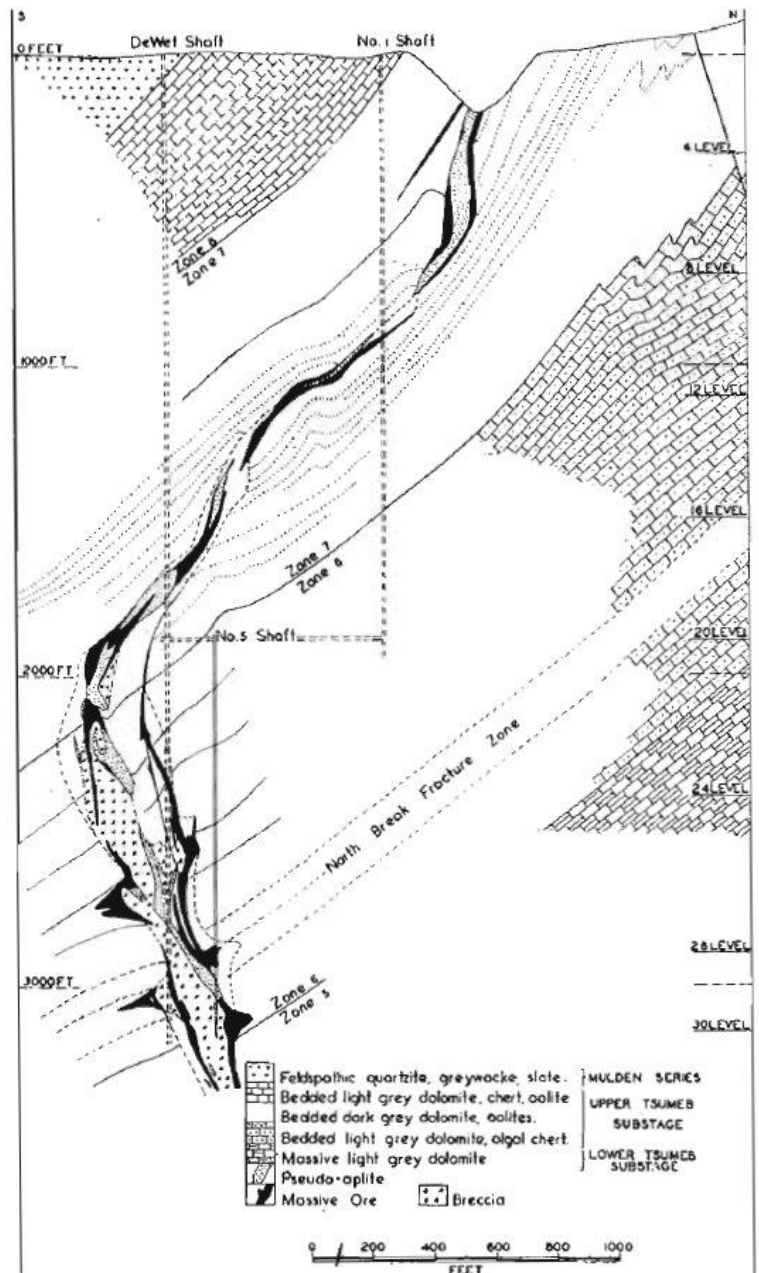 S
N
DeWet Shaft
No. 1 Shaft
0 FEET
6 LEVEL
Zone 8
Zone 7
8 LEVEL
1000 FT
12 LEVEL
16 LEVEL
Zone 7
Zone 6
No. 5 Shaft
20 LEVEL
2000 FT
24 LEVEL
North Break Fracture Zone
28 LEVEL
3000 FT
Zone 6
Zone 5
30 LEVEL
Feldspathic quartzite, greywacke, slate. MULDEN SERIES
Bedded light grey dolomite, chert, oolite
Bedded dark grey dolomite, oolites.
UPPER TSUMEB
SUBSTAGE
Bedded light grey dolomite, algal chert.
Massive light grey dolomite
LOWER TSUMEB
SUBSTAGE
Pseudo-aplite
Massive Ore
Breccia
0 200 400 600 800 1000
FEET